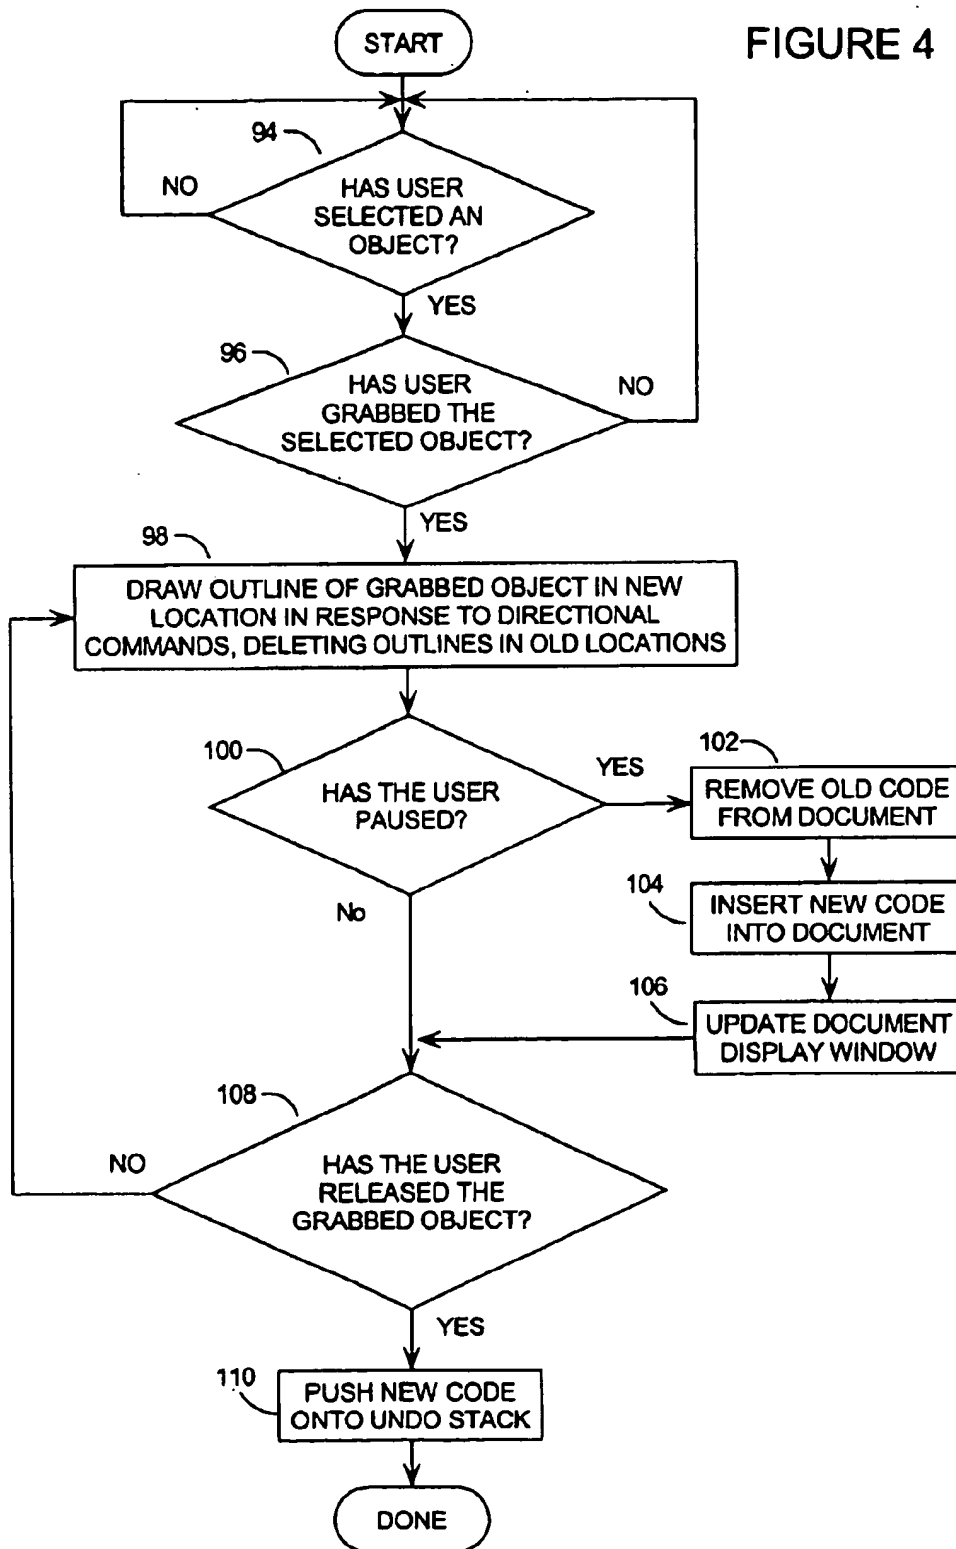 START
FIGURE 4
94
NO
HAS USER
SELECTED AN
OBJECT?
YES
96
HAS USER
GRABBED THE
SELECTED OBJECT?
NO
YES
98
DRAW OUTLINE OF GRABBED OBJECT IN NEW
LOCATION IN RESPONSE TO DIRECTIONAL
COMMANDS, DELETING OUTLINES IN OLD LOCATIONS
100
HAS THE USER
PAUSED?
YES
102
REMOVE OLD CODE
FROM DOCUMENT
No
104
INSERT NEW CODE
INTO DOCUMENT
106
UPDATE DOCUMENT
DISPLAY WINDOW
108
NO
HAS THE USER
RELEASED THE
GRABBED OBJECT?
YES
110
PUSH NEW CODE
ONTO UNDO STACK
DONE